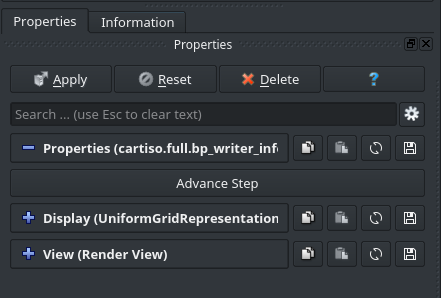 Properties Information
Properties
Apply Reset Delete ?
Search ... (use Esc to clear text)
Properties (cartiso.full.bp_writer_inf
Advance Step
Display (UniformGridRepresentation
View (Render View)